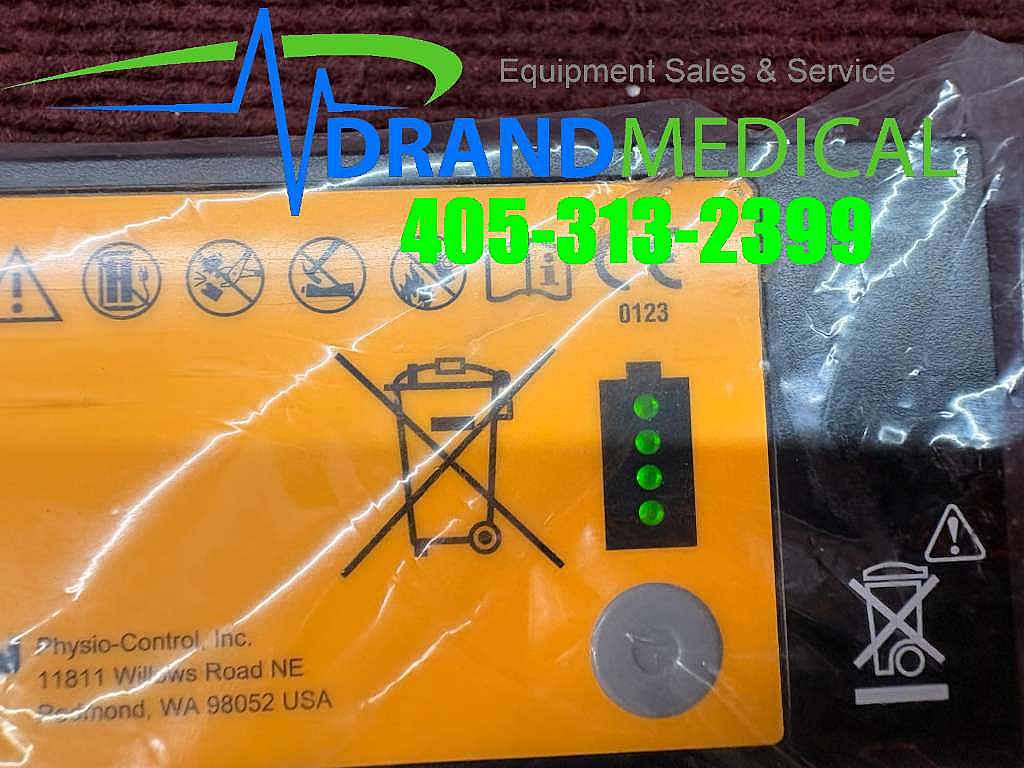 Equipment Sales & Service
DRANDMEDICAL
405-313-2399
CE
0123
Physio-Control, Inc.
11811 Willows Road NE
Redmond, WA 98052 USA